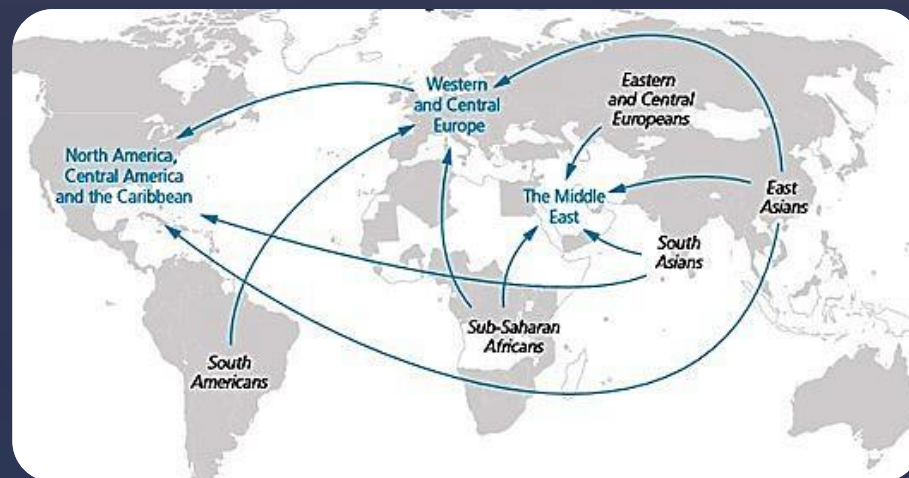 Western
and Central
Europe
Eastern
and Central
Europeans
North America,
Central America
and the Caribbean
The Middle
East
East
Asians
South
Asians
Sub-Saharan
Africans
South
Americans